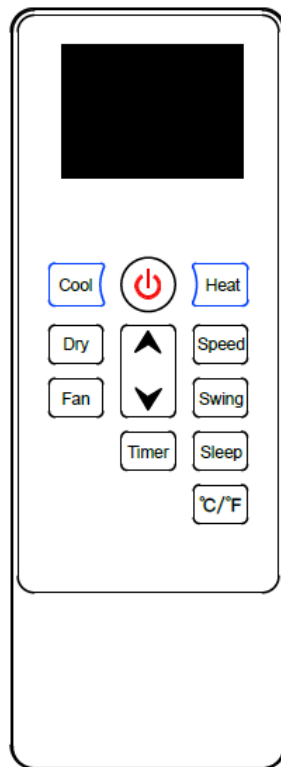 Cool Heat
Dry Speed
Fan Swing
Timer Sleep
℃/℉